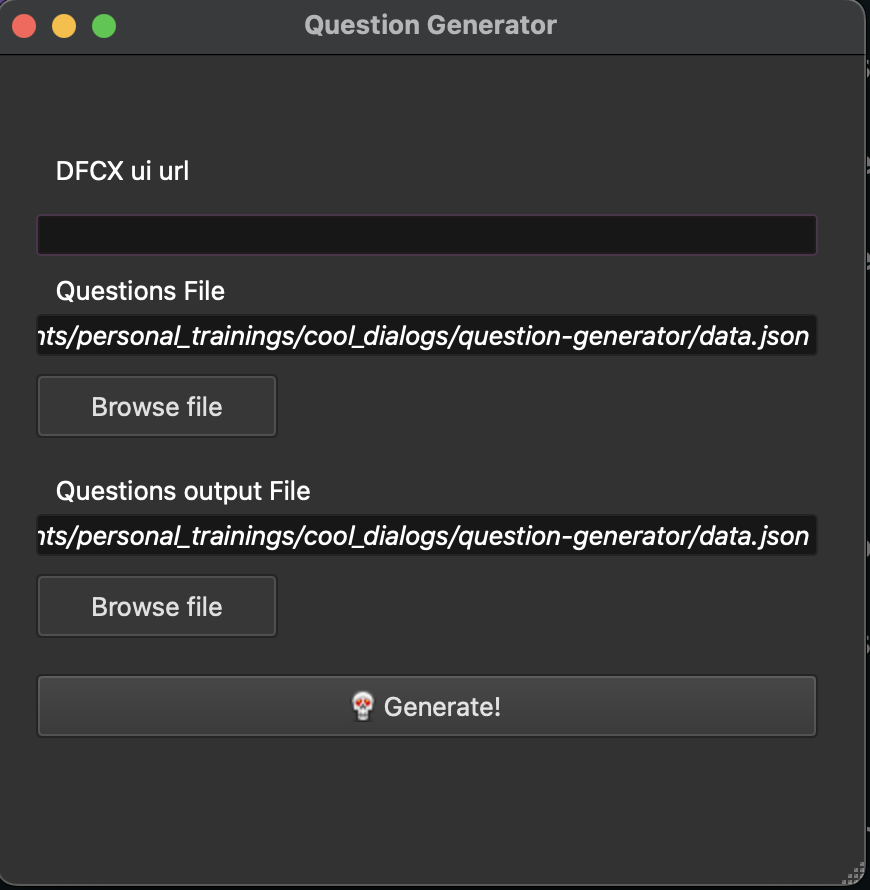 Question Generator
DFCX ui url
Questions File
nts/personal_trainings/cool_dialogs/question-generator/data.json
Browse file
Questions output File
nts/personal_trainings/cool_dialogs/question-generator/data.json
Browse file
💀 Generate!